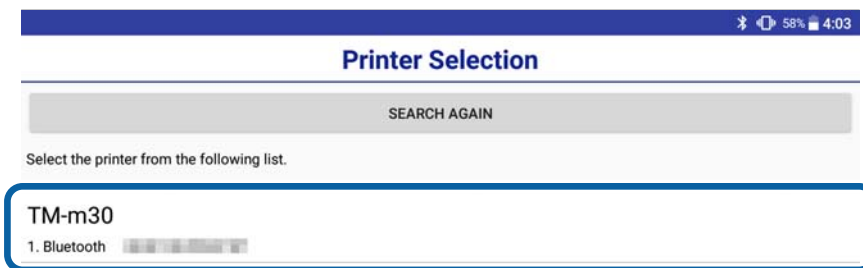 58% 4:03
Printer Selection
SEARCH AGAIN
Select the printer from the following list.
TM-m30
1. Bluetooth